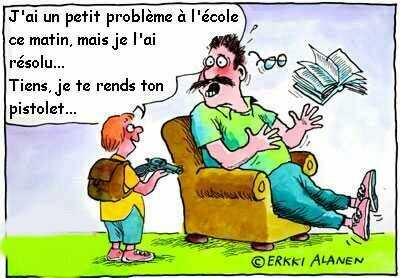 J'ai un petit problème à l'école
ce matin, mais je l'ai
résolu...
Tiens, je te rends ton
pistolet...
©ERKKI ALANEN